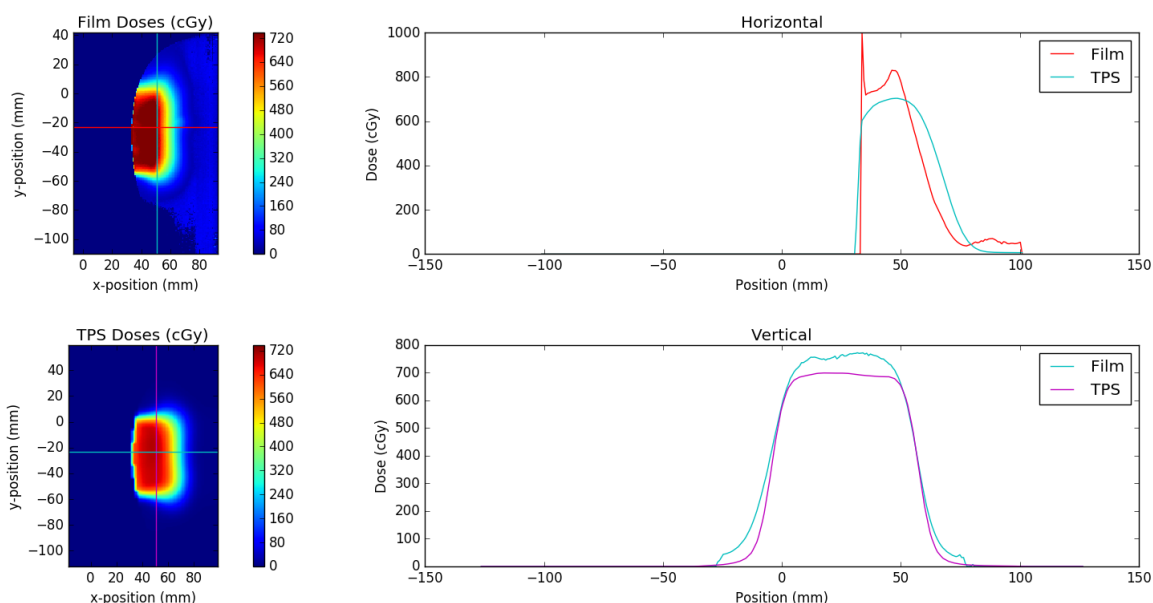 Film Doses (cGy)
40
20
0
−20
−40
−60
−80
−100
y-position (mm)
0 20 40 60 80
x-position (mm)
720
640
560
480
400
320
240
160
80
0
Horizontal
1000
800
600
400
200
0
Dose (cGy)
−150 −100 −50 0 50 100 150
Position (mm)
Film
TPS
TPS Doses (cGy)
40
20
0
−20
−40
−60
−80
−100
y-position (mm)
0 20 40 60 80
x-position (mm)
720
640
560
480
400
320
240
160
80
0
Vertical
800
700
600
500
400
300
200
100
0
Dose (cGy)
−150 −100 −50 0 50 100 150
Position (mm)
Film
TPS